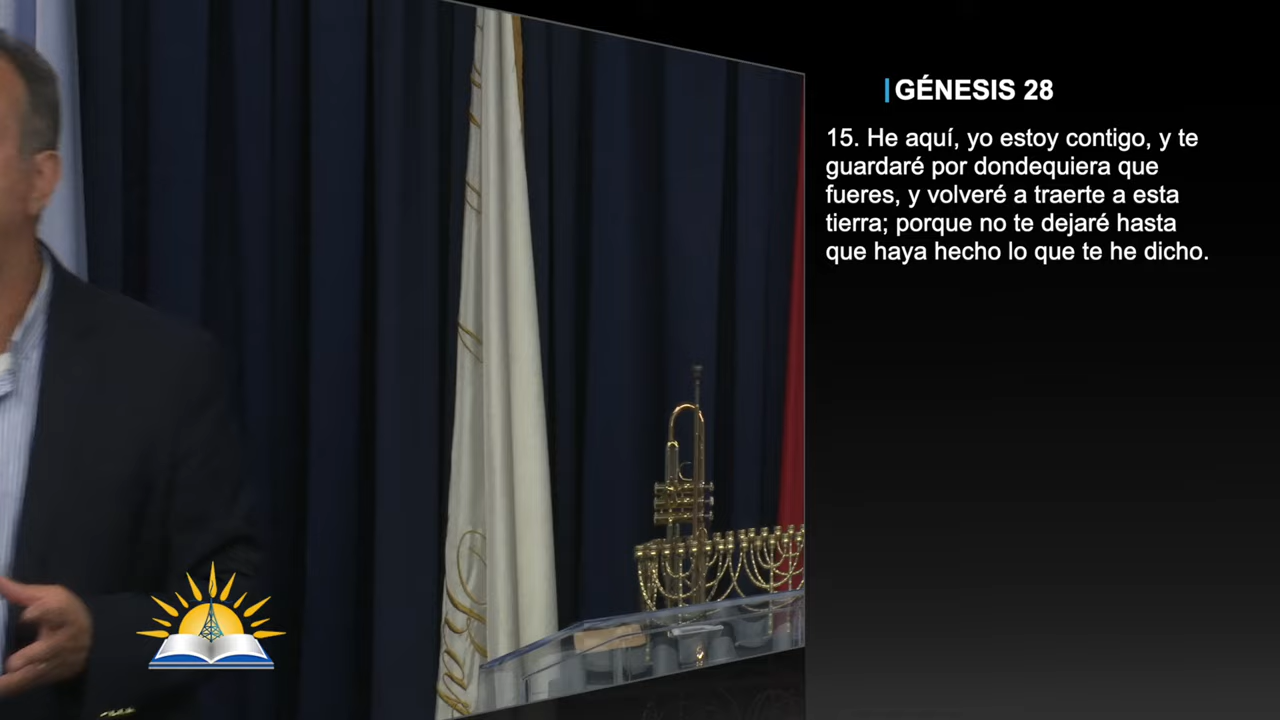 GÉNESIS 28
15. He aquí, yo estoy contigo, y te
guardaré por dondequiera que
fueres, y volveré a traerte a esta
tierra; porque no te dejaré hasta
que haya hecho lo que te he dicho.